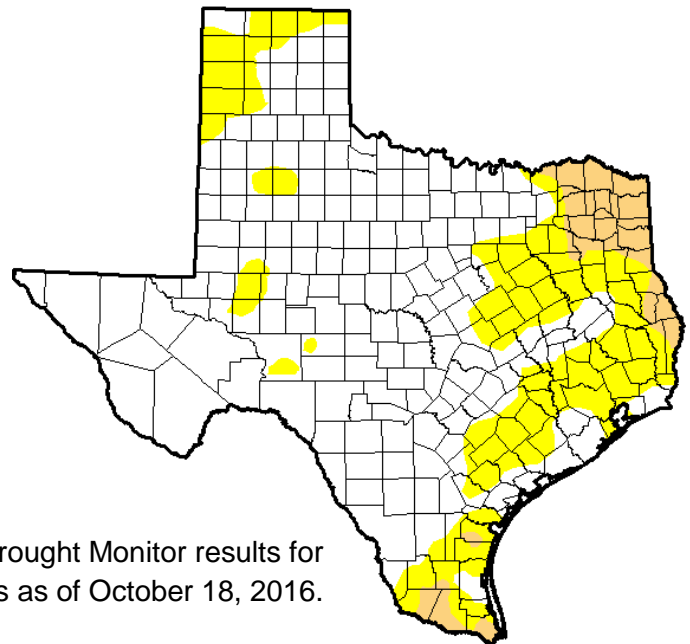 rought Monitor results for
s as of October 18, 2016.